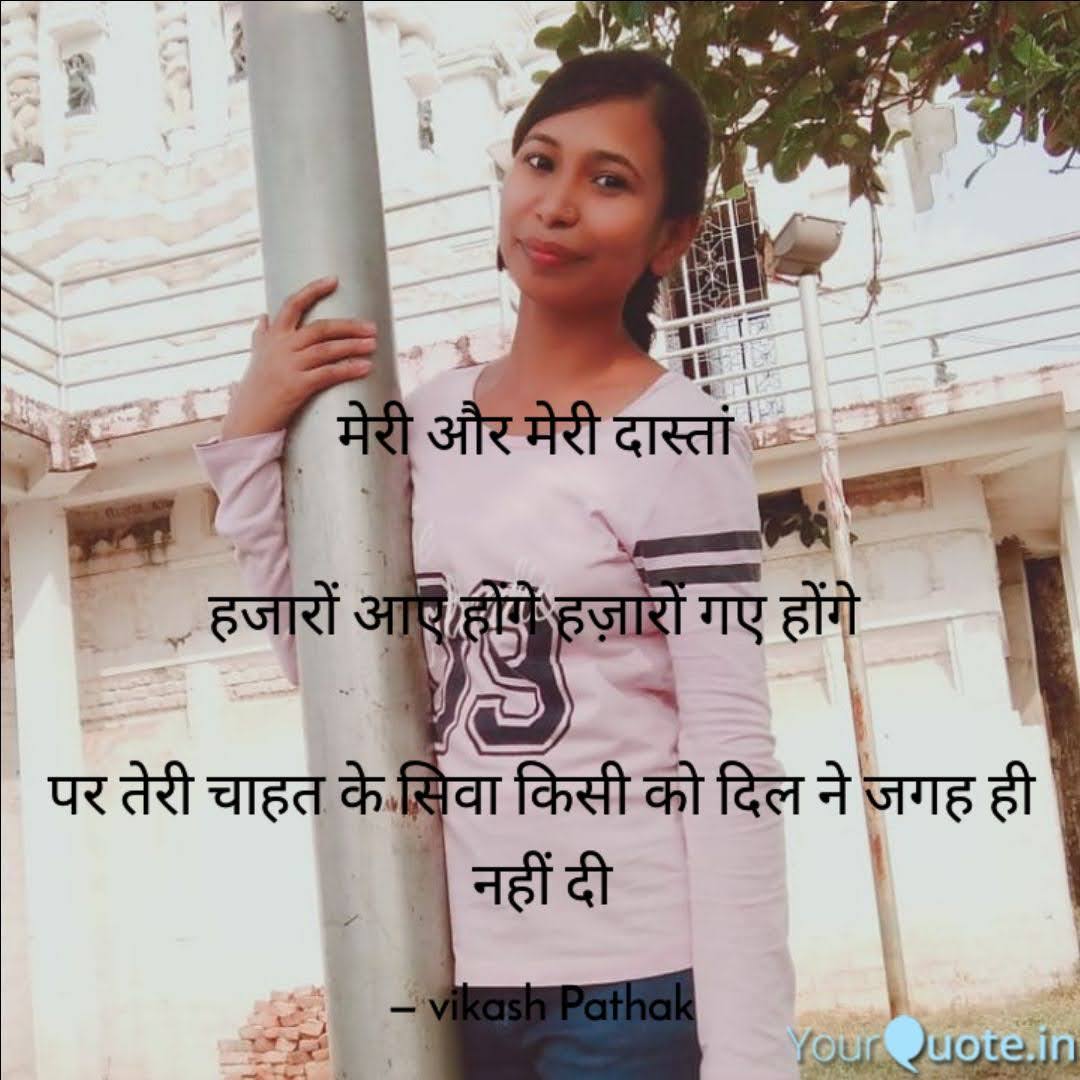 मेरी और मेरी दास्तां
हजारों आए होंगे हज़ारों गए होंगे
पर तेरी चाहत के सिवा किसी को दिल ने जगह ही
नहीं दी
– vikash Pathak
YourQuote.in